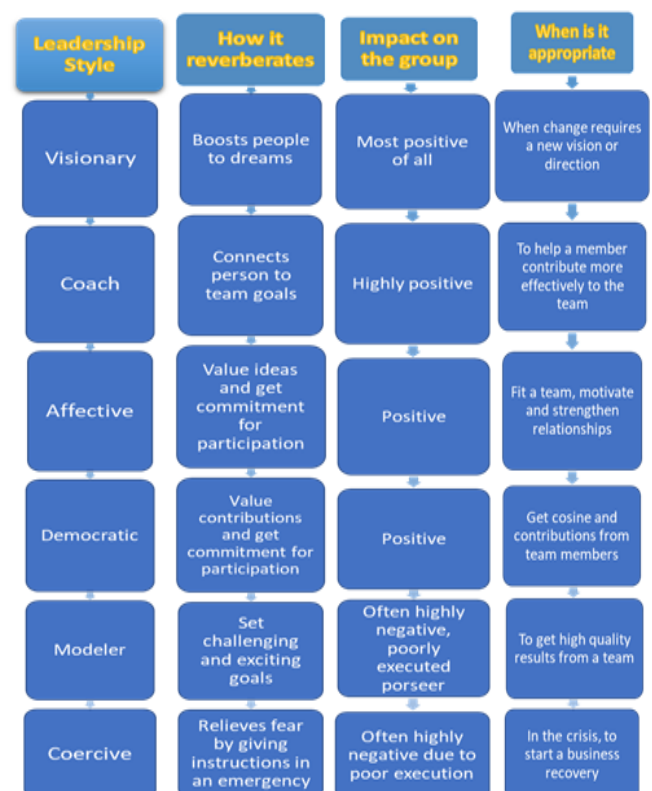 Leadership
Style
How it
reverberates
Impact on
the group
When is it
appropriate
Visionary
Boosts people
to dreams
Most positive
of all
When change requires
a new vision or
direction
Coach
Connects
person to
team goals
Highly positive
To help a member
contribute more
effectively to the
team
Affective
Value ideas
and get
commitment
for
participation
Positive
Fit a team, motivate
and strengthen
relationships
Democratic
Value
contributions
and get
commitment for
participation
Positive
Get cosine and
contributions from
team members
Modeler
Set
challenging
and exciting
goals
Often highly
negative,
poorly
executed
porseer
To get high quality
results from a team
Coercive
Relieves fear
by giving
instructions in
an emergency
Often highly
negative due to
poor execution
In the crisis, to
start a business
recovery